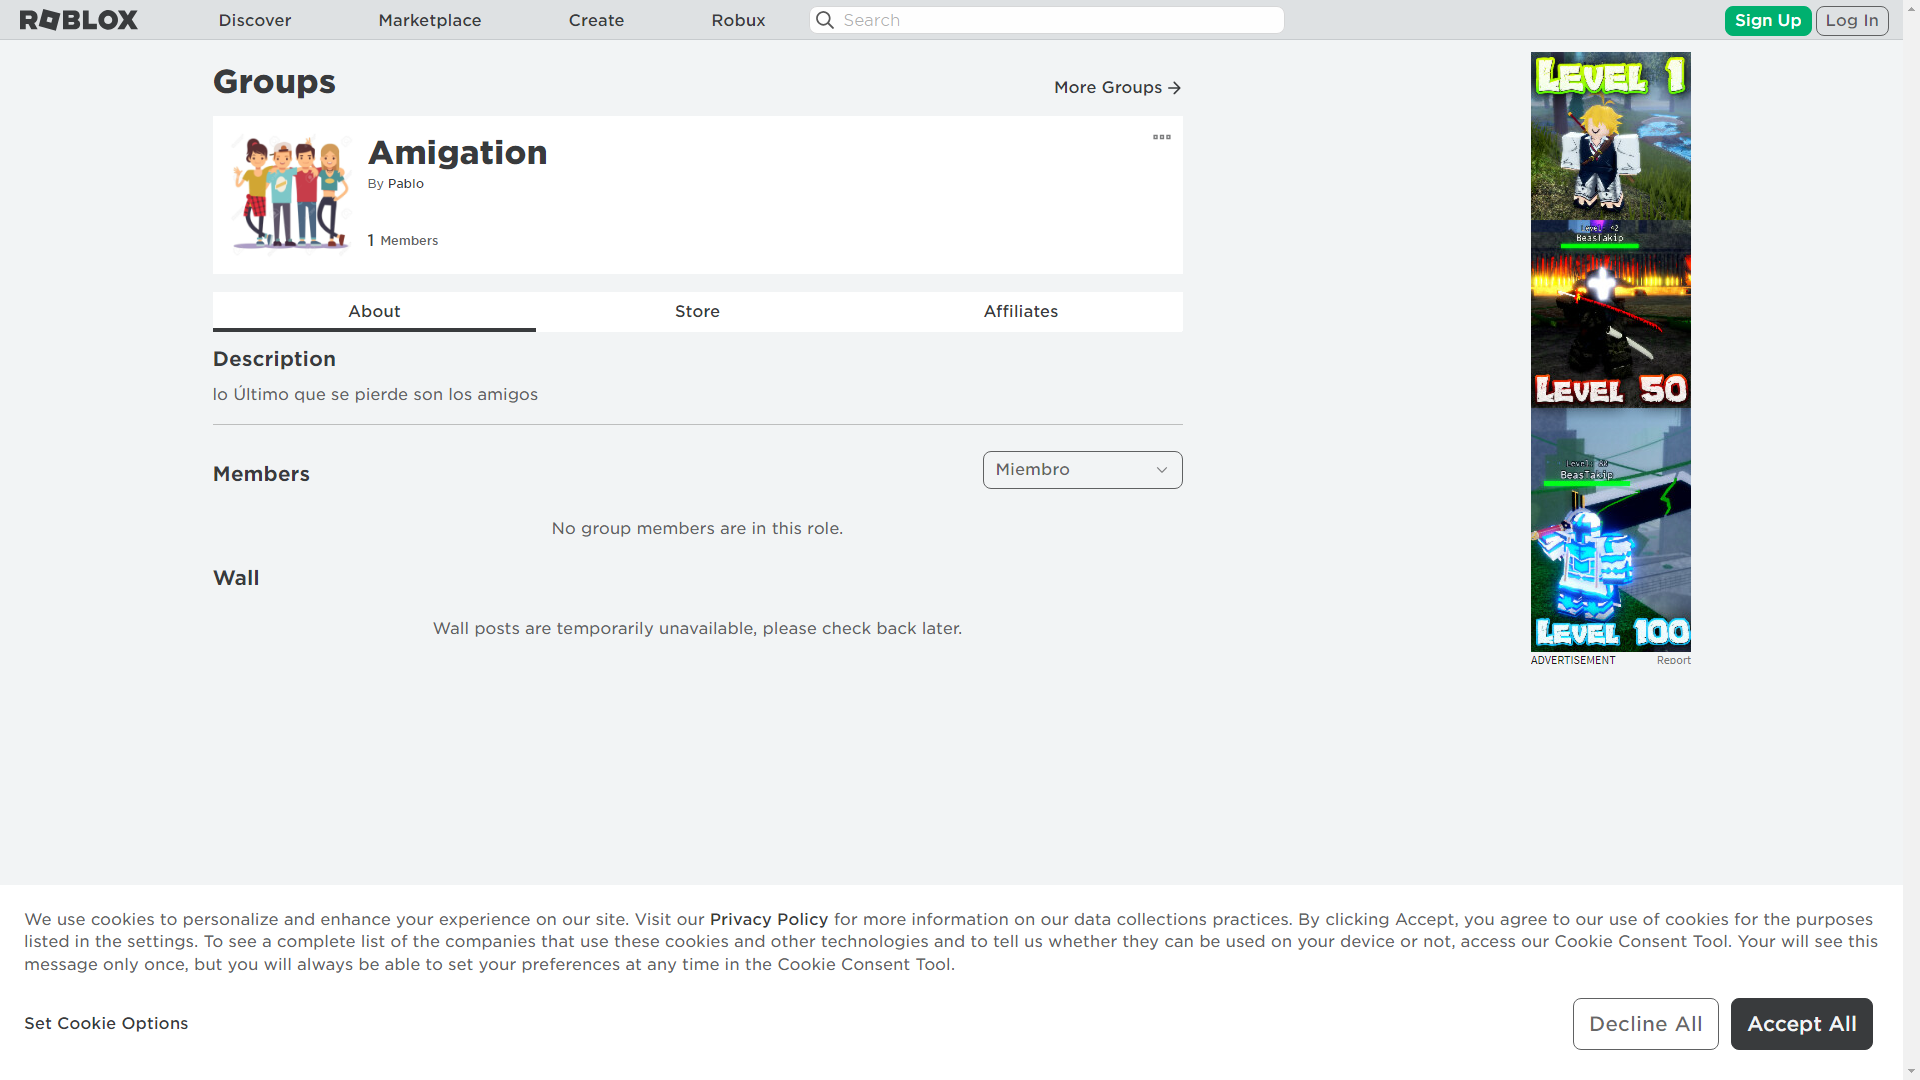 ROBLOX Discover Marketplace Create Robux Search Sign Up Log In
Groups
More Groups
Amigation
By Pablo
1 Members
About Store Affiliates
Description
lo Último que se pierde son los amigos
Members
Miembro
No group members are in this role.
Wall
Wall posts are temporarily unavailable, please check back later.
LEVEL 1
BeasTakip
LEVEL 50
BeasTakip
LEVEL 100
ADVERTISEMENT Report
We use cookies to personalize and enhance your experience on our site. Visit our Privacy Policy for more information on our data collections practices. By clicking Accept, you agree to our use of cookies for the purposes
listed in the settings. To see a complete list of the companies that use these cookies and other technologies and to tell us whether they can be used on your device or not, access our Cookie Consent Tool. Your will see this
message only once, but you will always be able to set your preferences at any time in the Cookie Consent Tool.
Set Cookie Options
Decline All
Accept All